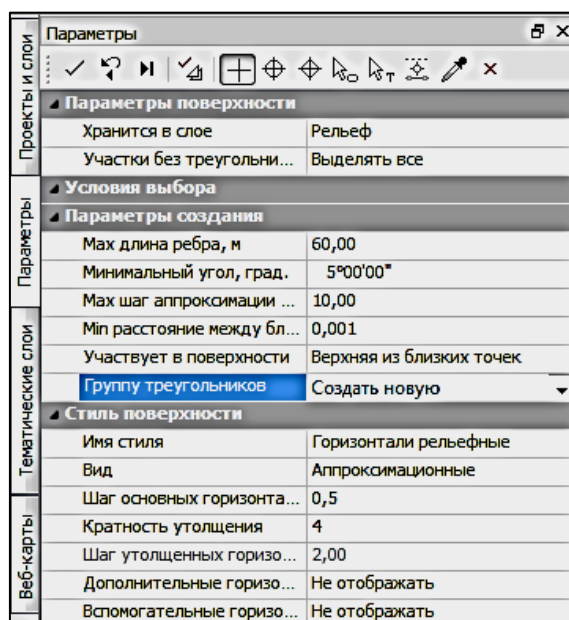 Параметры
Проекты и слои
Параметры
Тематические слои
Веб-карты
Параметры поверхности
Хранится в слое Рельеф
Участки без треугольни... Выделять все
Условия выбора
Параметры создания
Мах длина ребра, м 60,00
Минимальный угол, град. 5°00'00"
Мах шаг аппроксимации ... 10,00
Min расстояние между бл... 0,001
Участвует в поверхности Верхняя из близких точек
Группу треугольников Создать новую
Стиль поверхности
Имя стиля Горизонтали рельефные
Вид Аппроксимационные
Шаг основных горизонта... 0,5
Кратность утолщения 4
Шаг утолщенных горизо... 2,00
Дополнительные горизо... Не отображать
Вспомогательные горизо... Не отображать